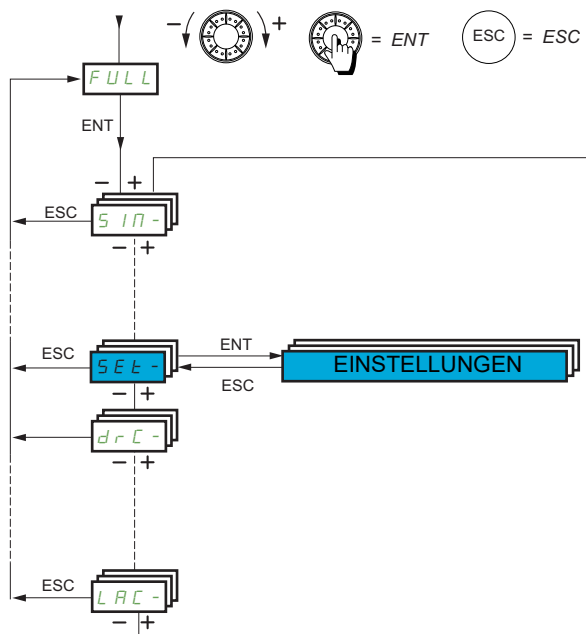 − + = ENT ESC = ESC
FULL
ENT
− +
ESC SIM-
− +
ESC SEt- ENT EINSTELLUNGEN
ESC
− +
drC-
− +
ESC LAC-
− +